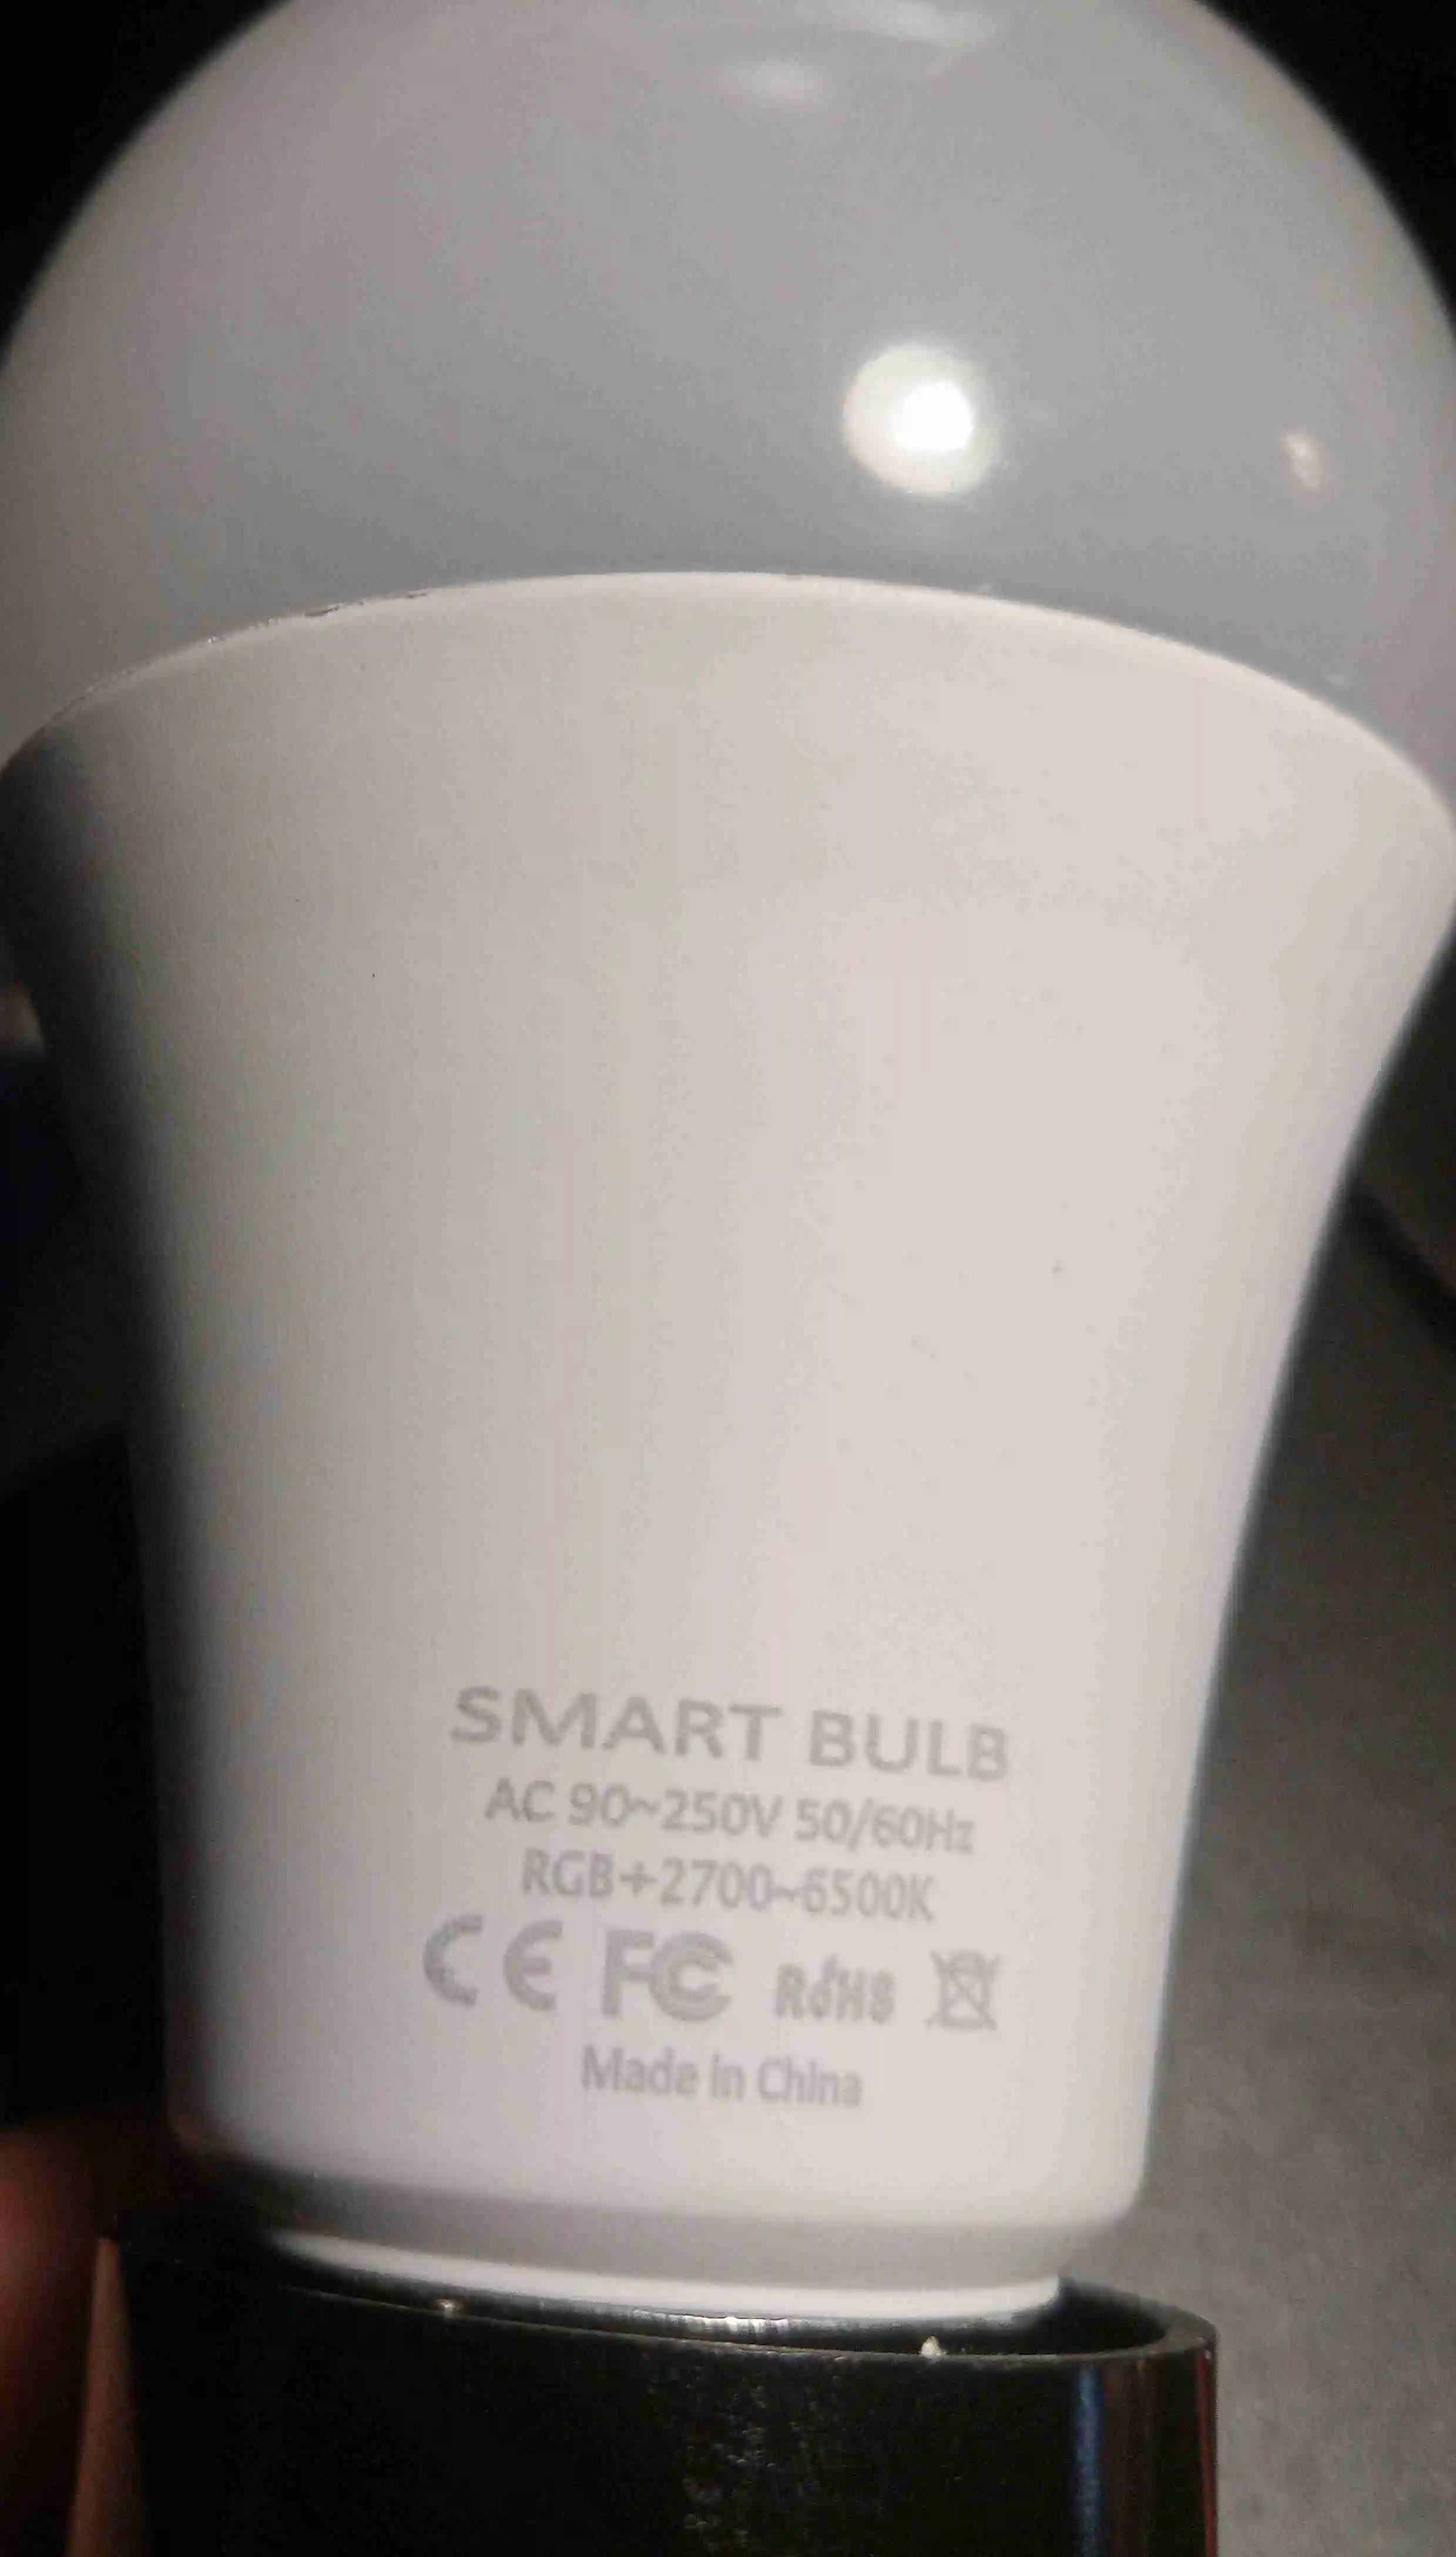 SMART BULB
AC 90~250V 50/60Hz
RGB+2700~6500K
CE FC RoHS
Made in China